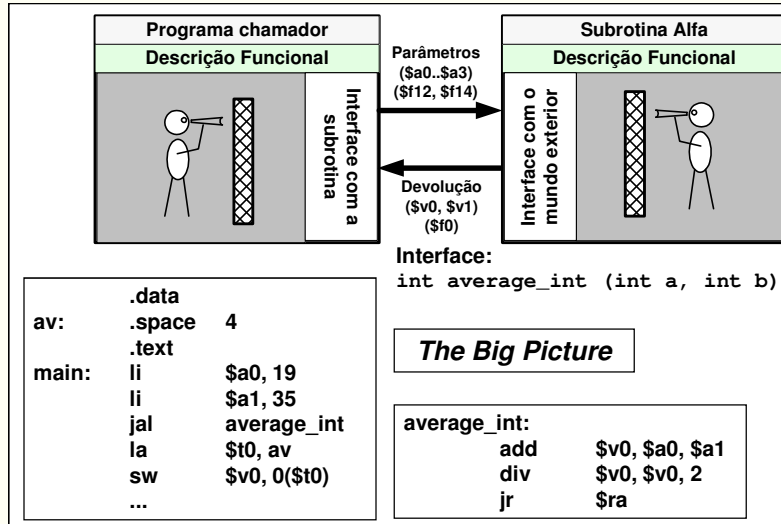 Programa chamador
Descrição Funcional
Interface com a
subrotina
Parâmetros
($a0..$a3)
($f12, $f14)
Devolução
($v0, $v1)
($f0)
Subrotina Alfa
Descrição Funcional
Interface com o
mundo exterior
Interface:
int average_int (int a, int b)
.data
av: .space 4
.text
main: li $a0, 19
li $a1, 35
jal average_int
la $t0, av
sw $v0, 0($t0)
...
The Big Picture
average_int:
add $v0, $a0, $a1
div $v0, $v0, 2
jr $ra